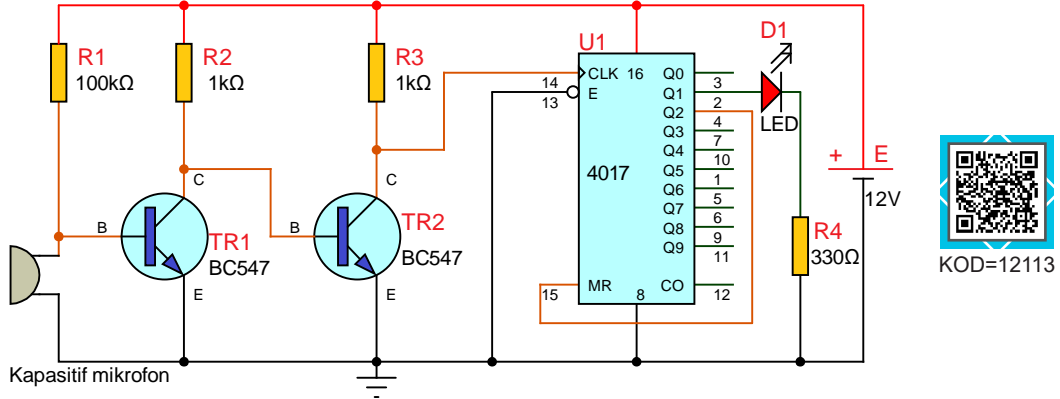 R1
100kΩ
R2
1kΩ
R3
1kΩ
U1
D1
LED
14
13
CLK
E
16
Q0
Q1
Q2
Q3
Q4
Q5
Q6
Q7
Q8
Q9
3
2
4
7
10
1
5
6
9
11
4017
MR
15
8
CO
12
B
C
E
TR1
BC547
B
C
E
TR2
BC547
R4
330Ω
+ E
12V
KOD=12113
Kapasitif mikrofon